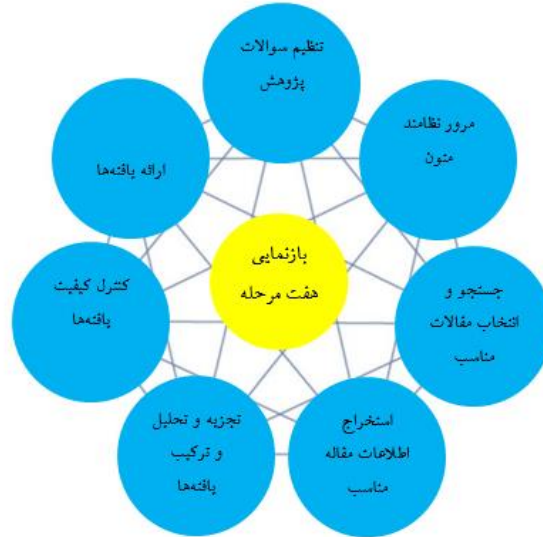 تنظیم سوالات
پژوهش
مرور نظامند
متون
جستجو و
انتخاب مقالات
مناسب
استخراج
اطلاعات مقاله
مناسب
تجزیه و تحلیل
و ترکیب
یافته‌ها
کنترل کیفیت
یافته‌ها
ارائه یافته‌ها
بازنمایی
هفت مرحله